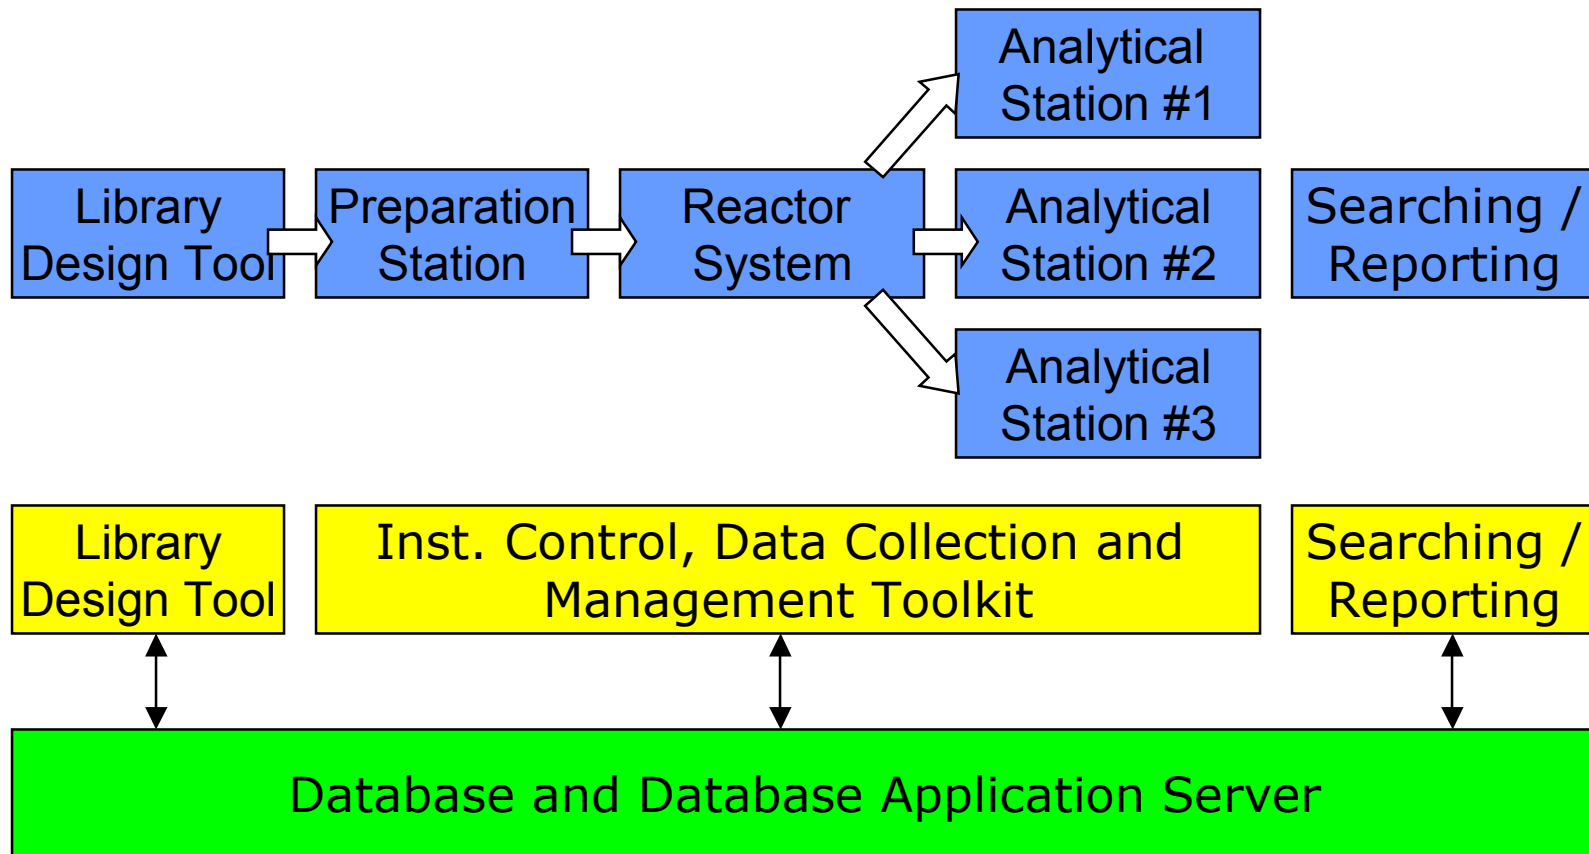 Analytical
Station #1
Library
Design Tool
Preparation
Station
Reactor
System
Analytical
Station #2
Searching /
Reporting
Analytical
Station #3
Library
Design Tool
Inst. Control, Data Collection and
Management Toolkit
Searching /
Reporting
Database and Database Application Server